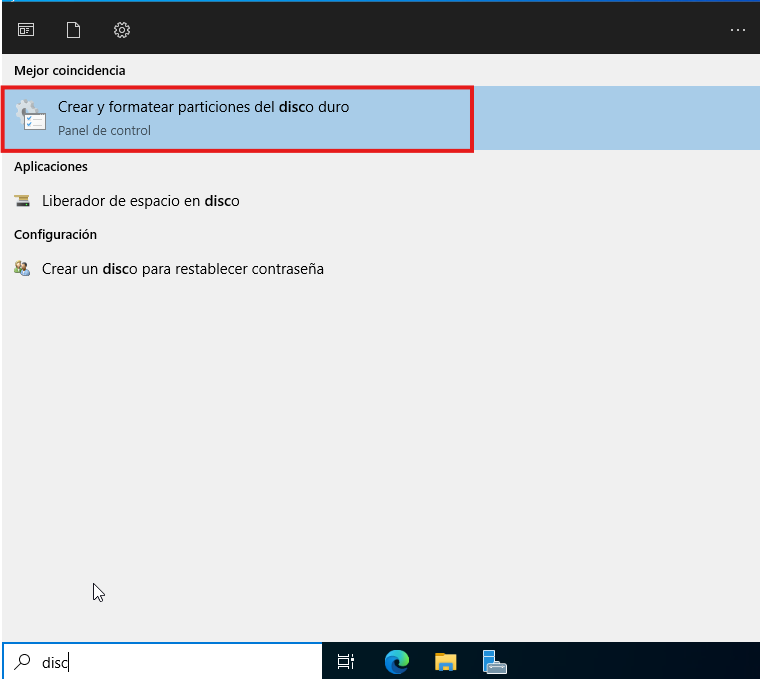 Mejor coincidencia
Crear y formatear particiones del disco duro
Panel de control
Aplicaciones
Liberador de espacio en disco
Configuración
Crear un disco para restablecer contraseña
disc